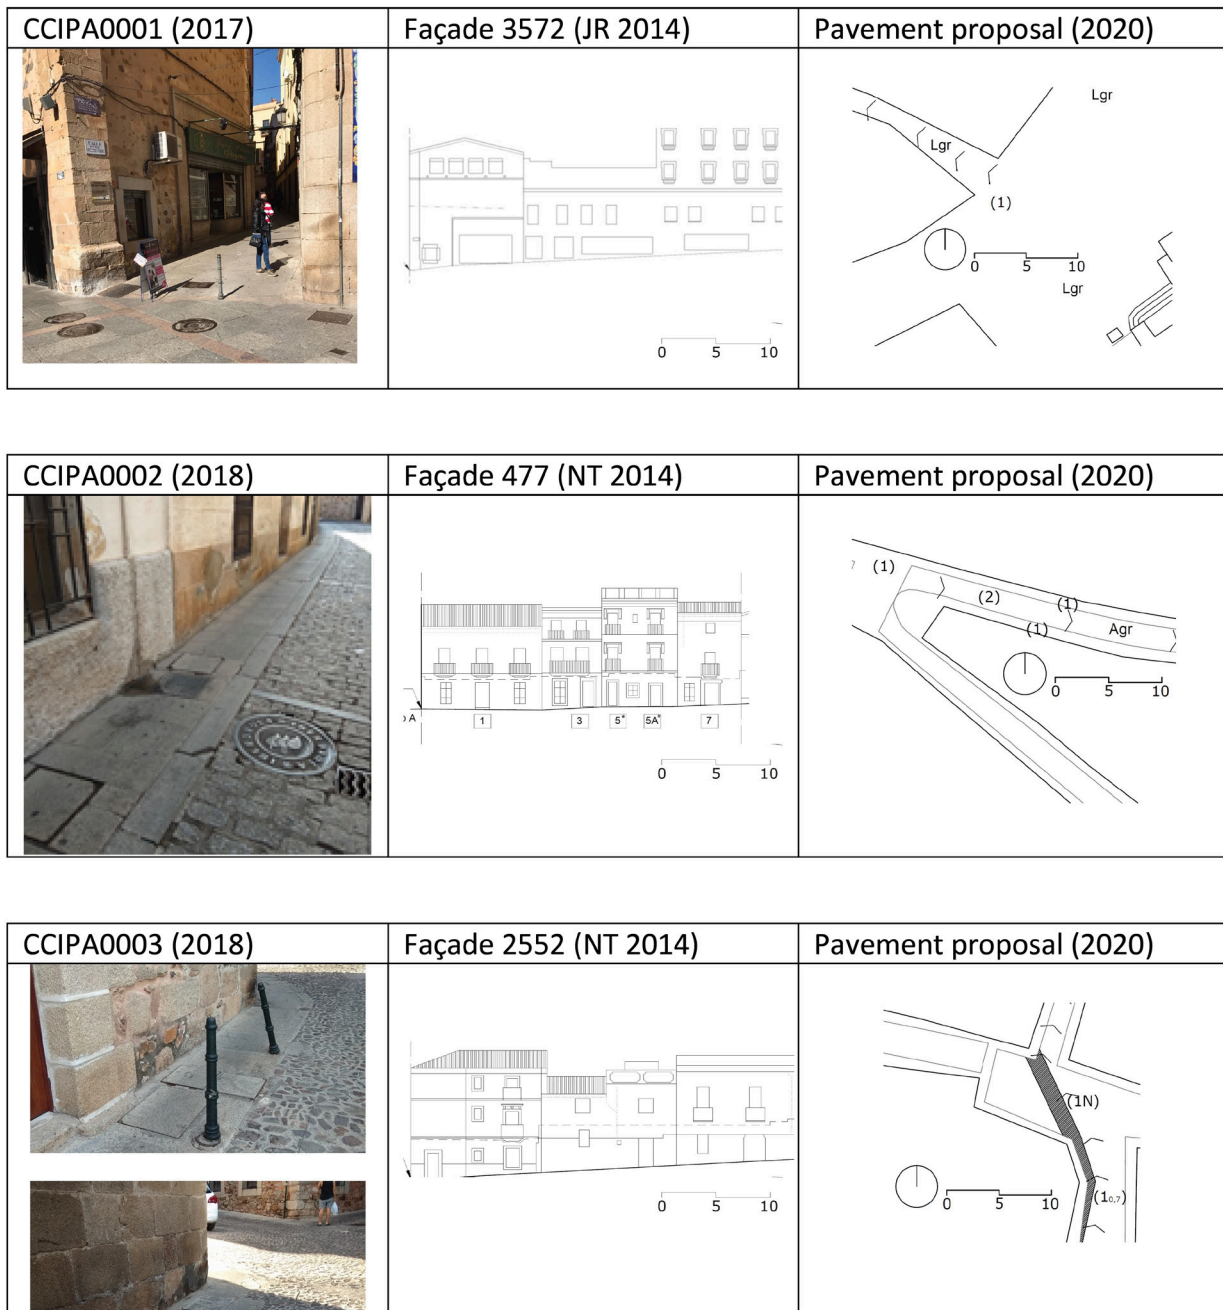 CCIPA0001 (2017)
Façade 3572 (JR 2014)
Pavement proposal (2020)
0 5 10
Lgr
Lgr
(1)
0 5 10
Lgr
CCIPA0002 (2018)
Façade 477 (NT 2014)
Pavement proposal (2020)
A
1
3
5*
5A*
7
0 5 10
(1)
(2)
(1)
(1)
Agr
0 5 10
CCIPA0003 (2018)
Façade 2552 (NT 2014)
Pavement proposal (2020)
0 5 10
(1N)
(10,7)
0 5 10